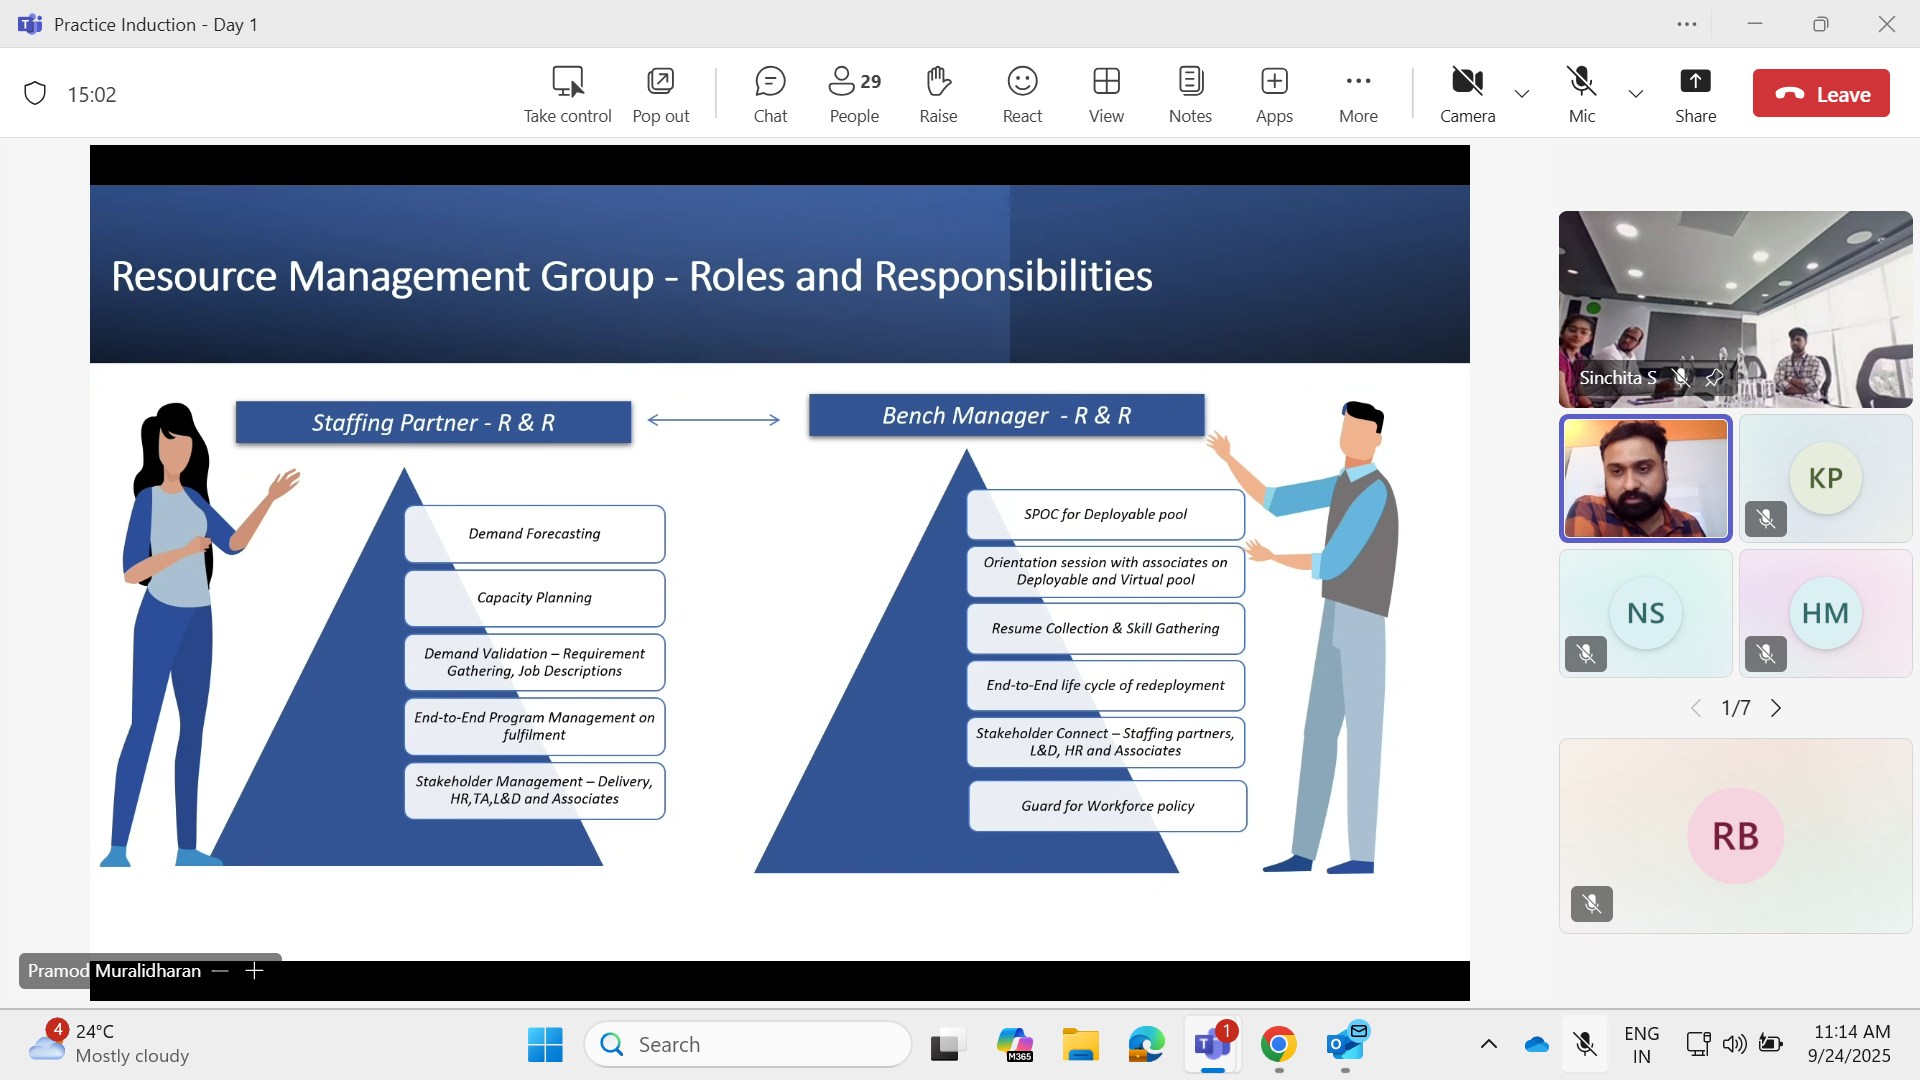 Practice Induction - Day 1
15:02
Take control
Pop out
Chat
29
People
Raise
React
View
Notes
Apps
More
Camera
Mic
Share
Leave
Resource Management Group - Roles and Responsibilities
Staffing Partner - R & R
Demand Forecasting
Capacity Planning
Demand Validation – Requirement
Gathering, Job Descriptions
End-to-End Program Management on
fulfilment
Stakeholder Management – Delivery,
HR,TA,L&D and Associates
Bench Manager - R & R
SPOC for Deployable pool
Orientation session with associates on
Deployable and Virtual pool
Resume Collection & Skill Gathering
End-to-End life cycle of redeployment
Stakeholder Connect – Staffing partners,
L&D, HR and Associates
Guard for Workforce policy
Pramod Muralidharan
Sinchita S
KP
NS
HM
1/7
RB
4
24°C
Mostly cloudy
Search
M365
1
ENG
IN
11:14 AM
9/24/2025